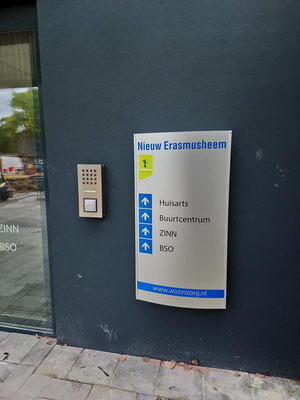 Nieuw Erasmusheem
Huisarts
Buurtcentrum
ZINN
BSO
www.woonzorg.nl
ZINN
BSO